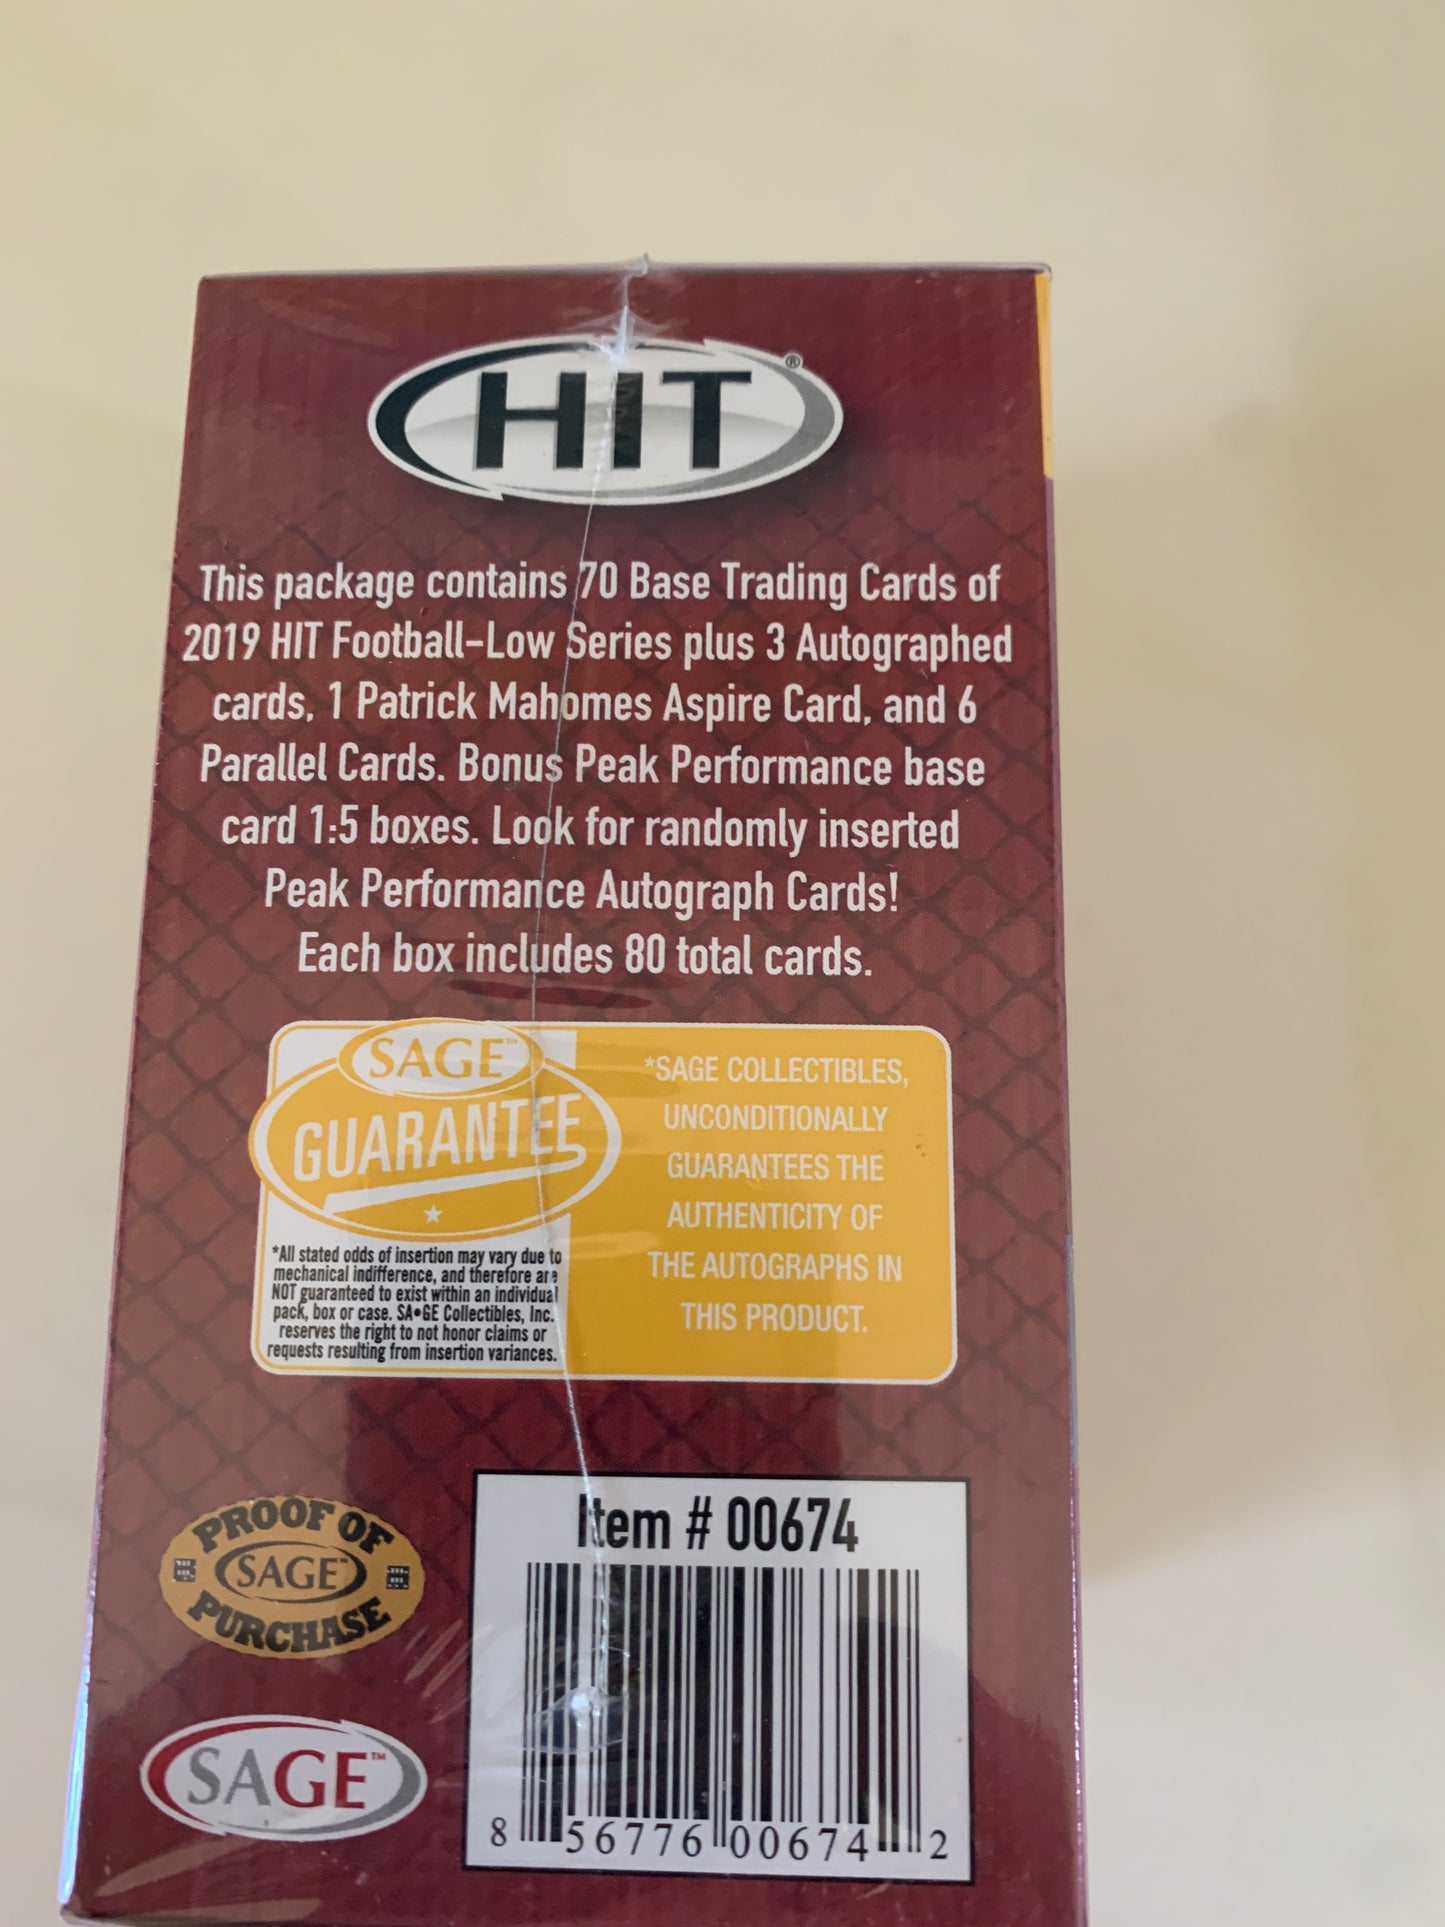 HIT®
This package contains 70 Base Trading Cards of
2019 HIT Football-Low Series plus 3 Autographed
cards, 1 Patrick Mahomes Aspire Card, and 6
Parallel Cards. Bonus Peak Performance base
card 1:5 boxes. Look for randomly inserted
Peak Performance Autograph Cards!
Each box includes 80 total cards.
SAGE™
GUARANTEE
*All stated odds of insertion may vary due to
mechanical indifference, and therefore are
NOT guaranteed to exist within an individual
pack, box or case. SA•GE Collectibles, Inc.
reserves the right to not honor claims or
requests resulting from insertion variances.
*SAGE COLLECTIBLES,
UNCONDITIONALLY
GUARANTEES THE
AUTHENTICITY OF
THE AUTOGRAPHS IN
THIS PRODUCT.
PROOF OF
SAGE™
PURCHASE
SAGE™
Item # 00674
8 56776 00674 2